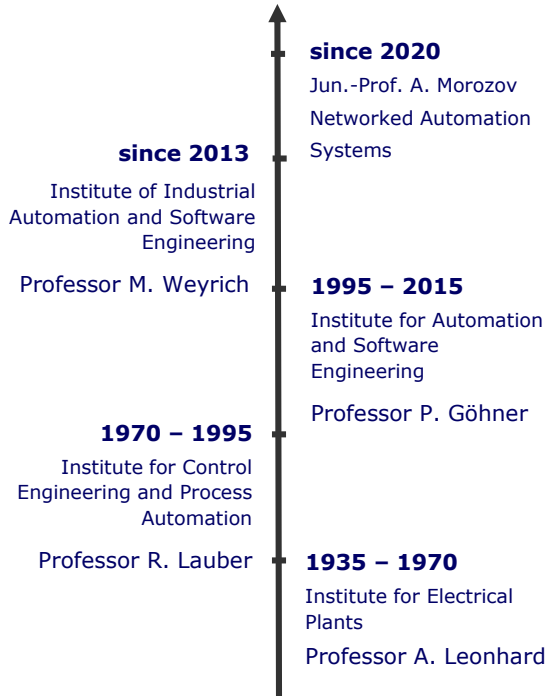 since 2020
Jun.-Prof. A. Morozov
Networked Automation
Systems
since 2013
Institute of Industrial
Automation and Software
Engineering
Professor M. Weyrich
1995 – 2015
Institute for Automation
and Software
Engineering
Professor P. Göhner
1970 – 1995
Institute for Control
Engineering and Process
Automation
Professor R. Lauber
1935 – 1970
Institute for Electrical
Plants
Professor A. Leonhard